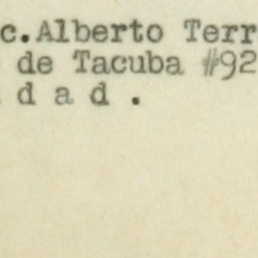 c. Alberto Terr
de Tacuba #92
d a d .